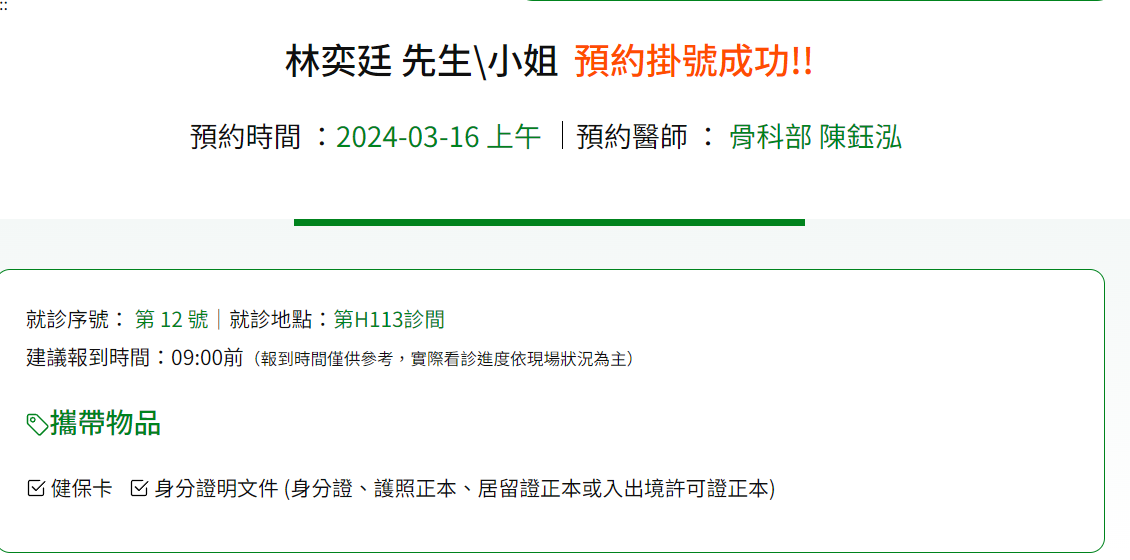 ::
林奕廷 先生\小姐 預約掛號成功!!
預約時間 ：2024-03-16 上午 ｜預約醫師 ： 骨科部 陳鈺泓
就診序號： 第 12 號｜就診地點：第H113診間
建議報到時間：09:00前（報到時間僅供參考，實際看診進度依現場狀況為主）
攜帶物品
健保卡 身分證明文件 (身分證、護照正本、居留證正本或入出境許可證正本)